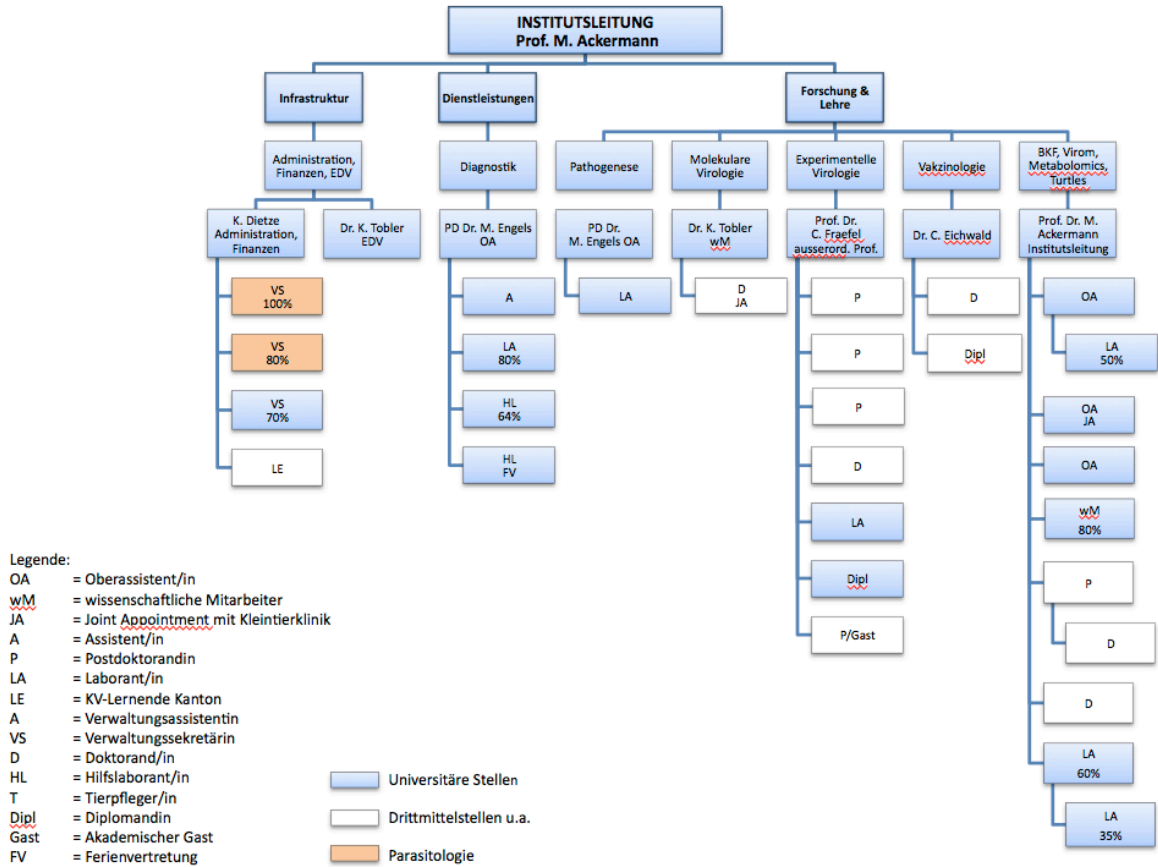 INSTITUTSLEITUNG
Prof. M. Ackermann
Infrastruktur
Dienstleistungen
Forschung &
Lehre
Administration,
Finanzen, EDV
Diagnostik
Pathogenese
Molekulare
Virologie
Experimentelle
Virologie
Vakzinologie
BKF, Virom,
Metabolomics,
Turtles
K. Dietze
Administration,
Finanzen
Dr. K. Tobler
EDV
PD Dr. M. Engels
OA
PD Dr.
M. Engels OA
Dr. K. Tobler
wM
Prof. Dr.
C. Fraefel
ausserord. Prof.
Dr. C. Eichwald
Prof. Dr. M.
Ackermann
Institutsleitung
VS
100%
VS
80%
VS
70%
LE
A
LA
80%
HL
64%
HL
FV
LA
D
JA
P
P
P
D
LA
Dipl
P/Gast
D
Dipl
OA
LA
50%
OA
JA
OA
wM
80%
P
D
D
LA
60%
LA
35%
Legende:
OA = Oberassistent/in
wM = wissenschaftliche Mitarbeiter
JA = Joint Appointment mit Kleintierklinik
A = Assistent/in
P = Postdoktorandin
LA = Laborant/in
LE = KV-Lernende Kanton
A = Verwaltungsassistentin
VS = Verwaltungssekretärin
D = Doktorand/in
HL = Hilfslaborant/in
T = Tierpfleger/in
Dipl = Diplomandin
Gast = Akademischer Gast
FV = Ferienvertretung
Universitäre Stellen
Drittmittelstellen u.a.
Parasitologie